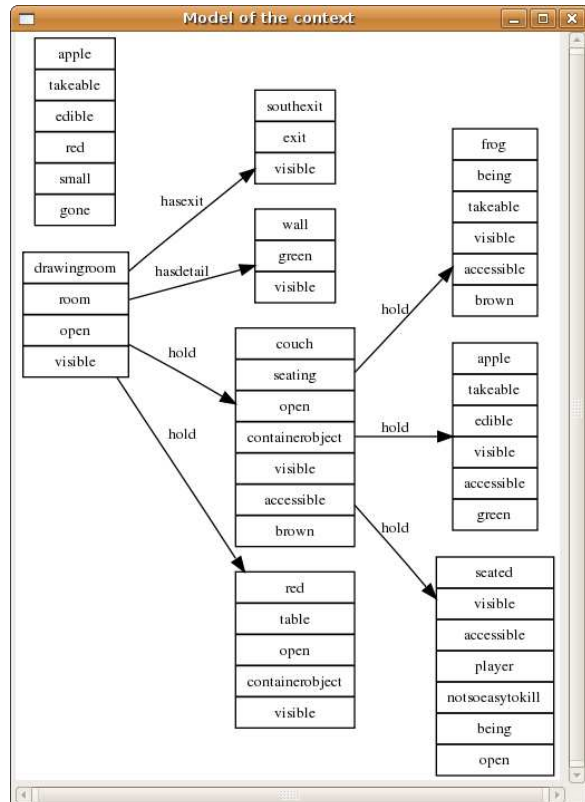 Model of the context
apple
takeable
edible
red
small
gone
southexit
exit
visible
hasexit
wall
green
visible
hasdetail
drawingroom
room
open
visible
hold
hold
couch
seating
open
containerobject
visible
accessible
brown
red
table
open
containerobject
visible
hold
hold
hold
frog
being
takeable
visible
accessible
brown
apple
takeable
edible
visible
accessible
green
seated
visible
accessible
player
notsoeasytokill
being
open